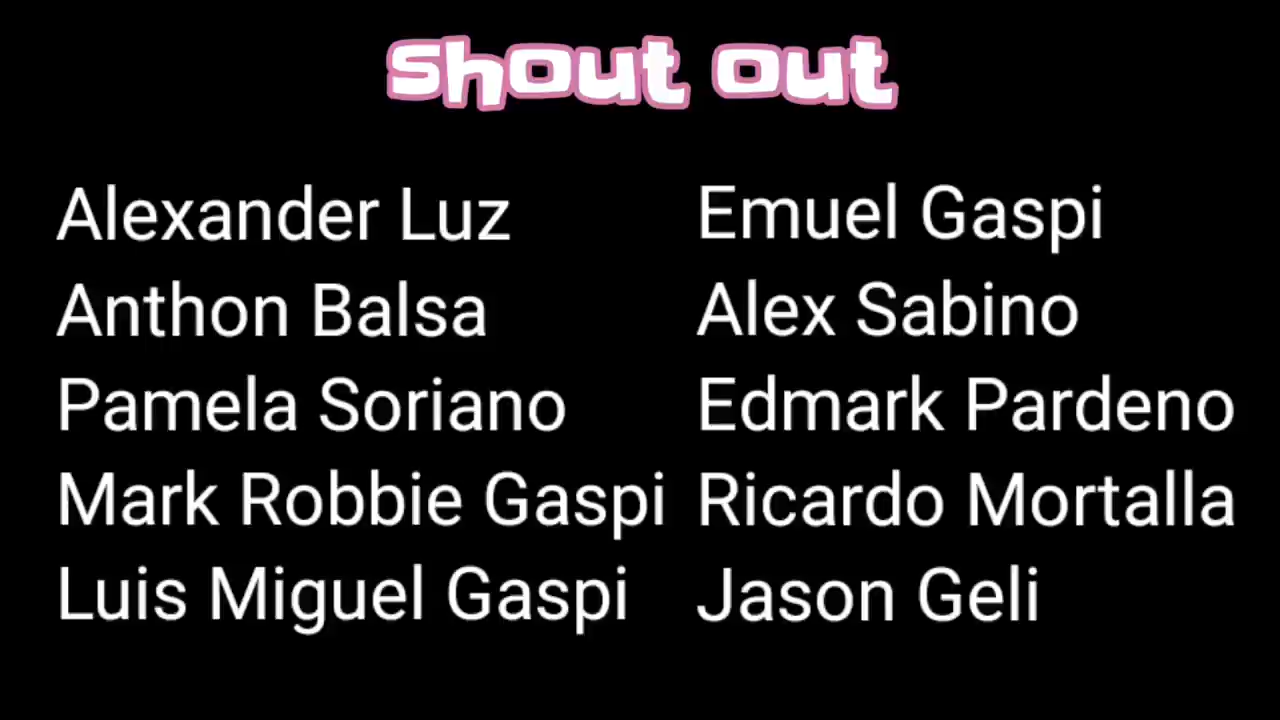 shout out
Alexander Luz
Anthon Balsa
Pamela Soriano
Mark Robbie Gaspi
Luis Miguel Gaspi
Emuel Gaspi
Alex Sabino
Edmark Pardeno
Ricardo Mortalla
Jason Geli